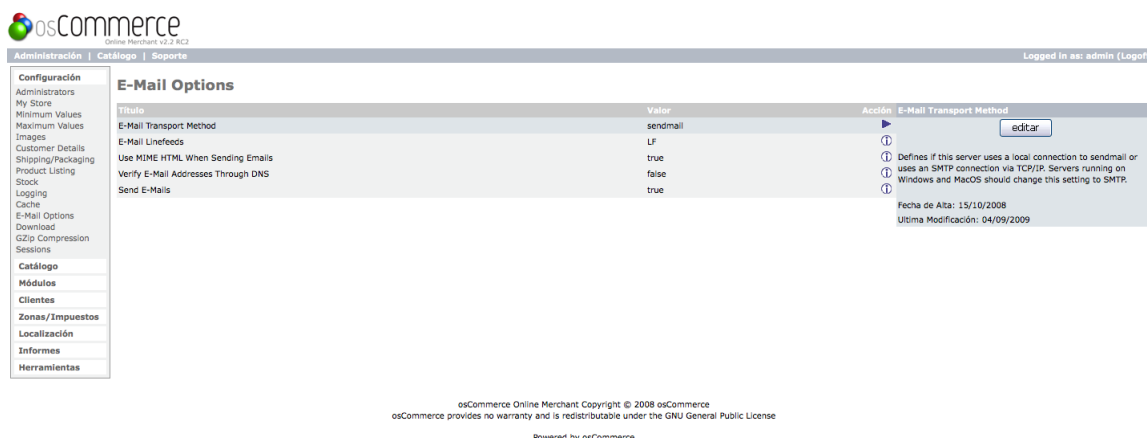 osCommerce
Online Merchant v2.2 RC2
Administración | Catálogo | Soporte
Logged in as: admin (Logof
Configuración
Administrators
My Store
Minimum Values
Maximum Values
Images
Customer Details
Shipping/Packaging
Product Listing
Stock
Logging
Cache
E-Mail Options
Download
GZip Compression
Sessions
Catálogo
Módulos
Clientes
Zonas/Impuestos
Localización
Informes
Herramientas
E-Mail Options
Título Valor Acción
E-Mail Transport Method sendmail
E-Mail Linefeeds LF
Use MIME HTML When Sending Emails true
Verify E-Mail Addresses Through DNS false
Send E-Mails true
E-Mail Transport Method
editar
Defines if this server uses a local connection to sendmail or
uses an SMTP connection via TCP/IP. Servers running on
Windows and MacOS should change this setting to SMTP.
Fecha de Alta: 15/10/2008
Ultima Modificación: 04/09/2009
osCommerce Online Merchant Copyright © 2008 osCommerce
osCommerce provides no warranty and is redistributable under the GNU General Public License
Powered by osCommerce